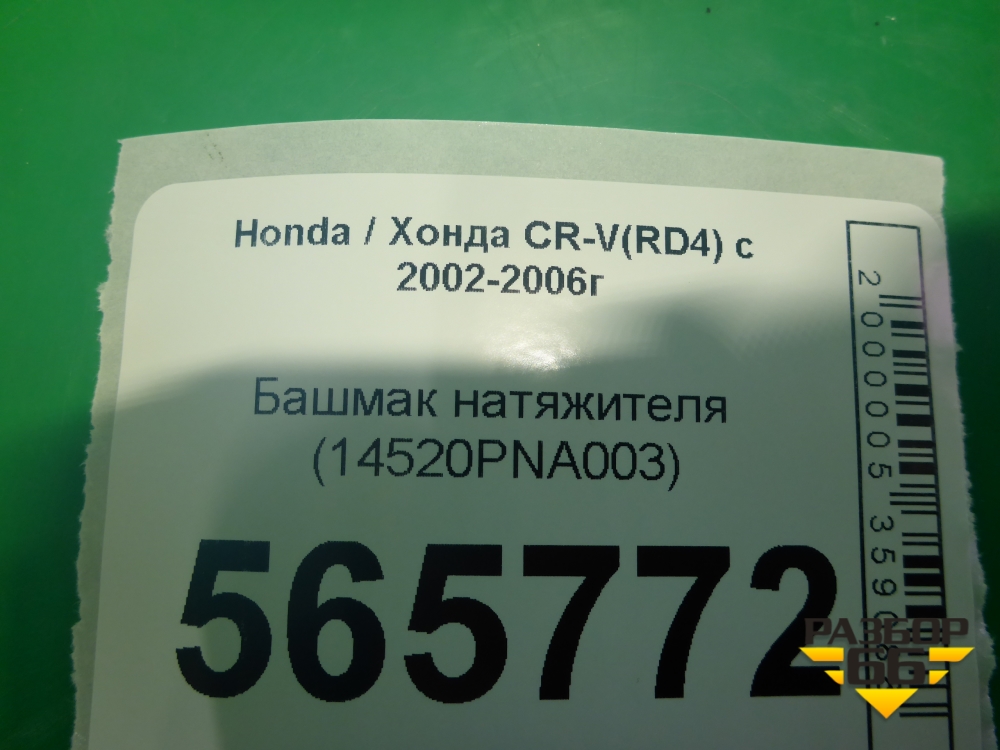 Honda / Хонда CR-V(RD4) с
2002-2006г
Башмак натяжителя
(14520PNA003)
565772
РАЗБОР
66